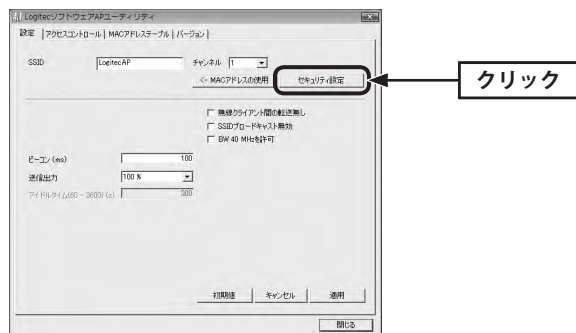 LogitecソフトウェアAPユーティリティ
設定 アクセスコントロール MACアドレステーブル バージョン
SSID LogitecAP チャンネル 1
<- MACアドレスの使用 セキュリティ設定
クリック
無線クライアント間の転送無し
SSIDブロードキャスト無効
BW 40 MHzを許可
ビーコン (ms) 100
送信出力 100 %
アイドルタイム(60 - 3600) (s) 300
初期値 キャンセル 適用
閉じる